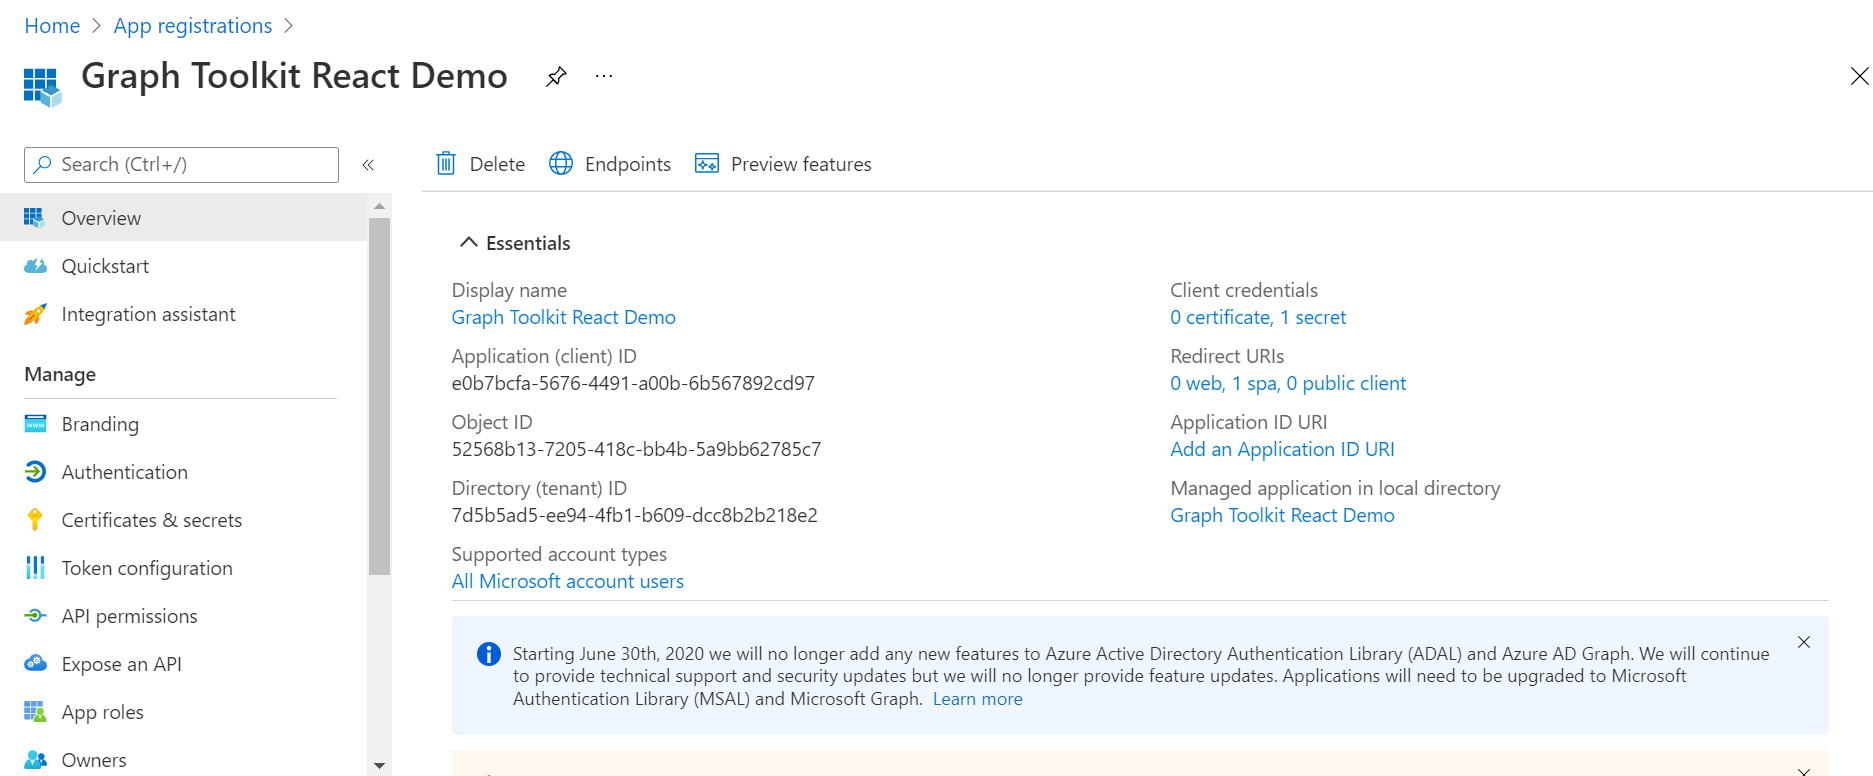 Home > App registrations >
Graph Toolkit React Demo
Search (Ctrl+/)
«
Delete
Endpoints
Preview features
Overview
Quickstart
Integration assistant
Manage
Branding
Authentication
Certificates & secrets
Token configuration
API permissions
Expose an API
App roles
Owners
Essentials
Display name
Graph Toolkit React Demo
Application (client) ID
e0b7bcfa-5676-4491-a00b-6b567892cd97
Object ID
52568b13-7205-418c-bb4b-5a9bb62785c7
Directory (tenant) ID
7d5b5ad5-ee94-4fb1-b609-dcc8b2b218e2
Supported account types
All Microsoft account users
Client credentials
0 certificate, 1 secret
Redirect URIs
0 web, 1 spa, 0 public client
Application ID URI
Add an Application ID URI
Managed application in local directory
Graph Toolkit React Demo
Starting June 30th, 2020 we will no longer add any new features to Azure Active Directory Authentication Library (ADAL) and Azure AD Graph. We will continue
to provide technical support and security updates but we will no longer provide feature updates. Applications will need to be upgraded to Microsoft
Authentication Library (MSAL) and Microsoft Graph. Learn more